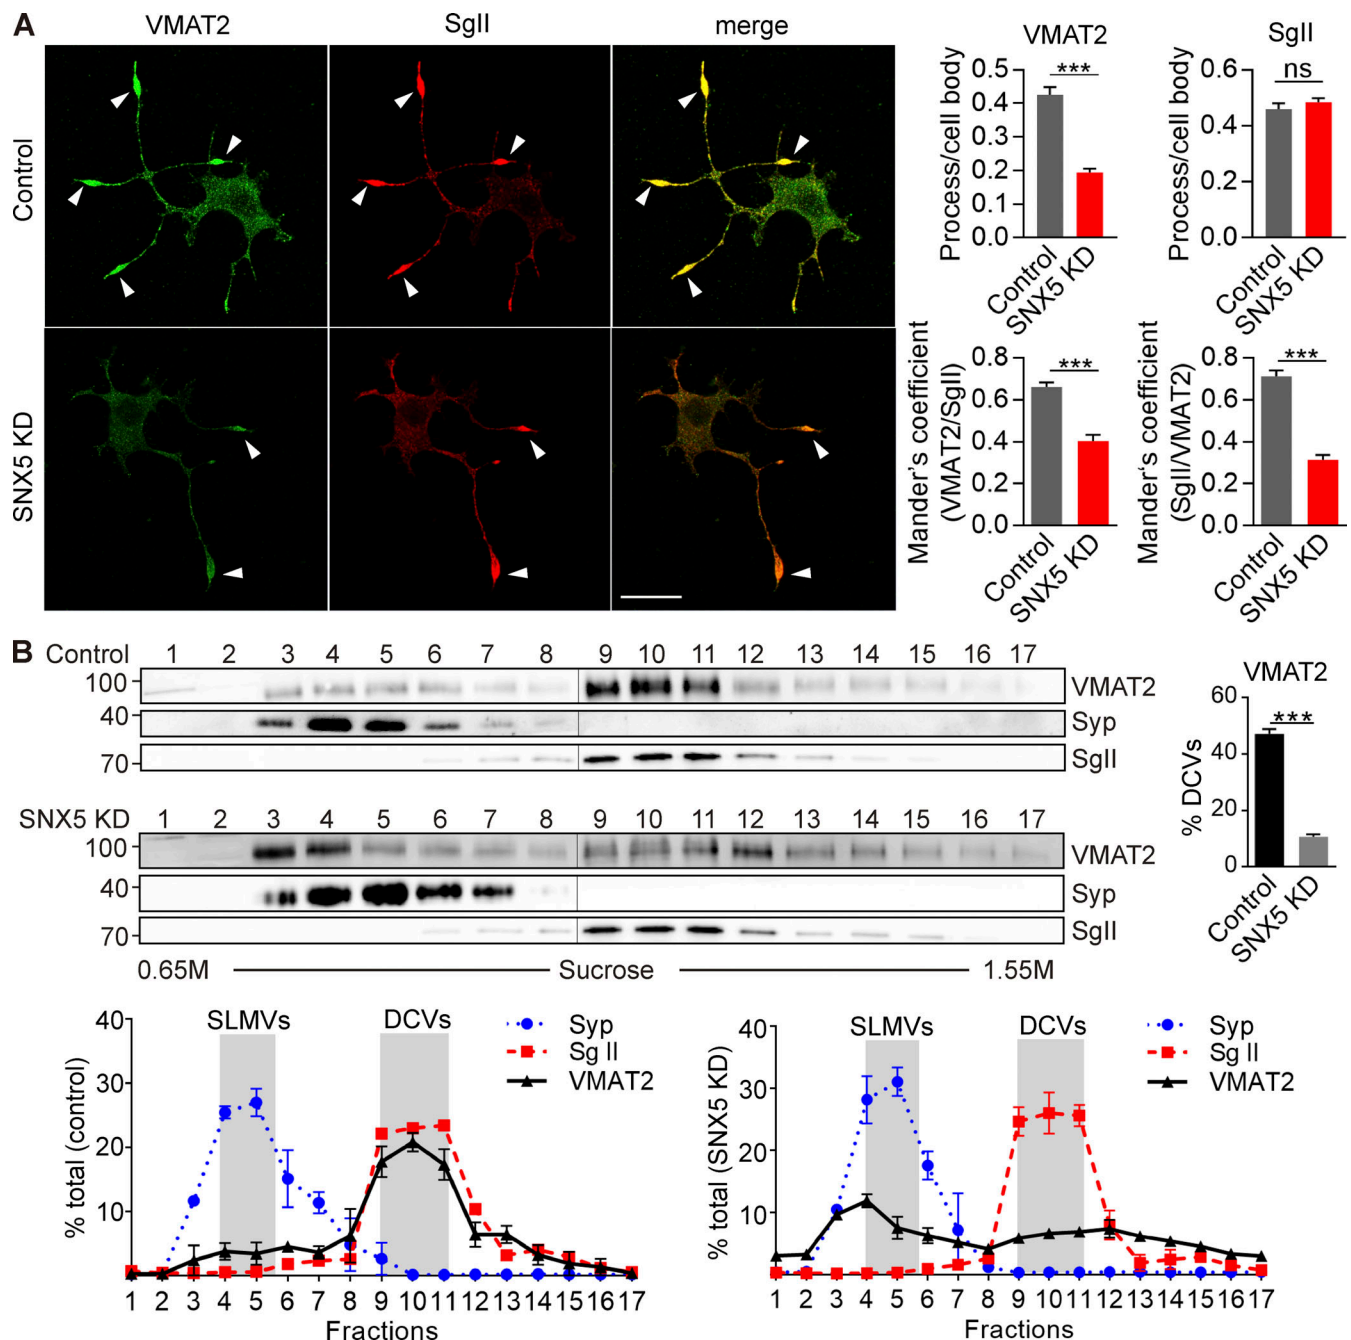 A
VMAT2 SgII merge
Control
SNX5 KD
VMAT2
Process/cell body
0.5
0.4
0.3
0.2
0.1
0.0
***
Control
SNX5 KD
SgII
Process/cell body
0.6
0.4
0.2
0.0
ns
Control
SNX5 KD
Mander's coefficient
(VMAT2/SgII)
0.8
0.6
0.4
0.2
0.0
***
Control
SNX5 KD
Mander's coefficient
(SgII/VMAT2)
0.8
0.6
0.4
0.2
0.0
***
Control
SNX5 KD
B
Control 1 2 3 4 5 6 7 8 9 10 11 12 13 14 15 16 17
100 VMAT2
40 Syp
70 SgII
SNX5 KD 1 2 3 4 5 6 7 8 9 10 11 12 13 14 15 16 17
100 VMAT2
40 Syp
70 SgII
0.65M Sucrose 1.55M
VMAT2
% DCVs
60
40
20
0
***
Control
SNX5 KD
% total (control)
40
30
20
10
SLMVs DCVs
Syp
Sg II
VMAT2
1 2 3 4 5 6 7 8 9 10 11 12 13 14 15 16 17
Fractions
% total (SNX5 KD)
40
30
20
10
SLMVs DCVs
Syp
Sg II
VMAT2
1 2 3 4 5 6 7 8 9 10 11 12 13 14 15 16 17
Fractions